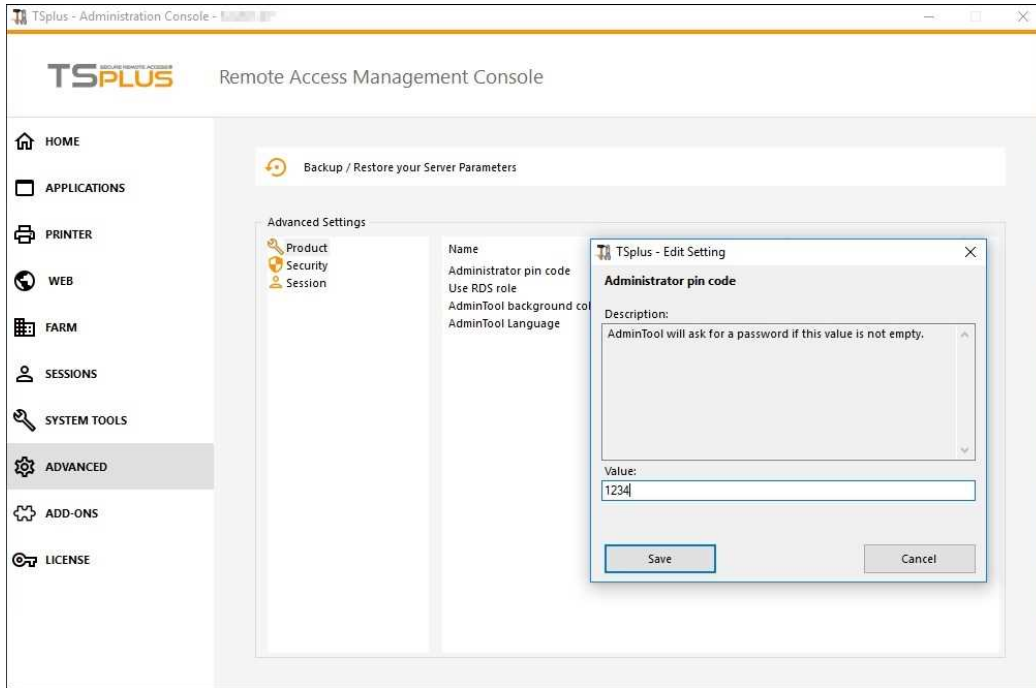 TSplus - Administration Console -
TSPLUS
SECURE REMOTE ACCESS
Remote Access Management Console
HOME
APPLICATIONS
PRINTER
WEB
FARM
SESSIONS
SYSTEM TOOLS
ADVANCED
ADD-ONS
LICENSE
Backup / Restore your Server Parameters
Advanced Settings
Product
Security
Session
Name
Administrator pin code
Use RDS role
AdminTool background col
AdminTool Language
TSplus - Edit Setting
Administrator pin code
Description:
AdminTool will ask for a password if this value is not empty.
Value:
1234
Save
Cancel